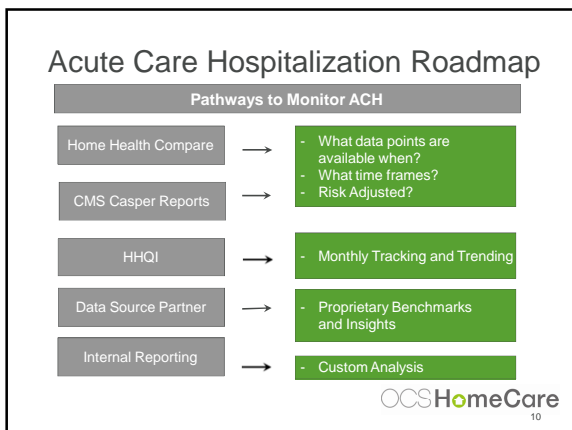 Acute Care Hospitalization Roadmap
Pathways to Monitor ACH
Home Health Compare
- What data points are
available when?
- What time frames?
- Risk Adjusted?
CMS Casper Reports
HHQI
- Monthly Tracking and Trending
Data Source Partner
- Proprietary Benchmarks
and Insights
Internal Reporting
- Custom Analysis
OCS HomeCare
10